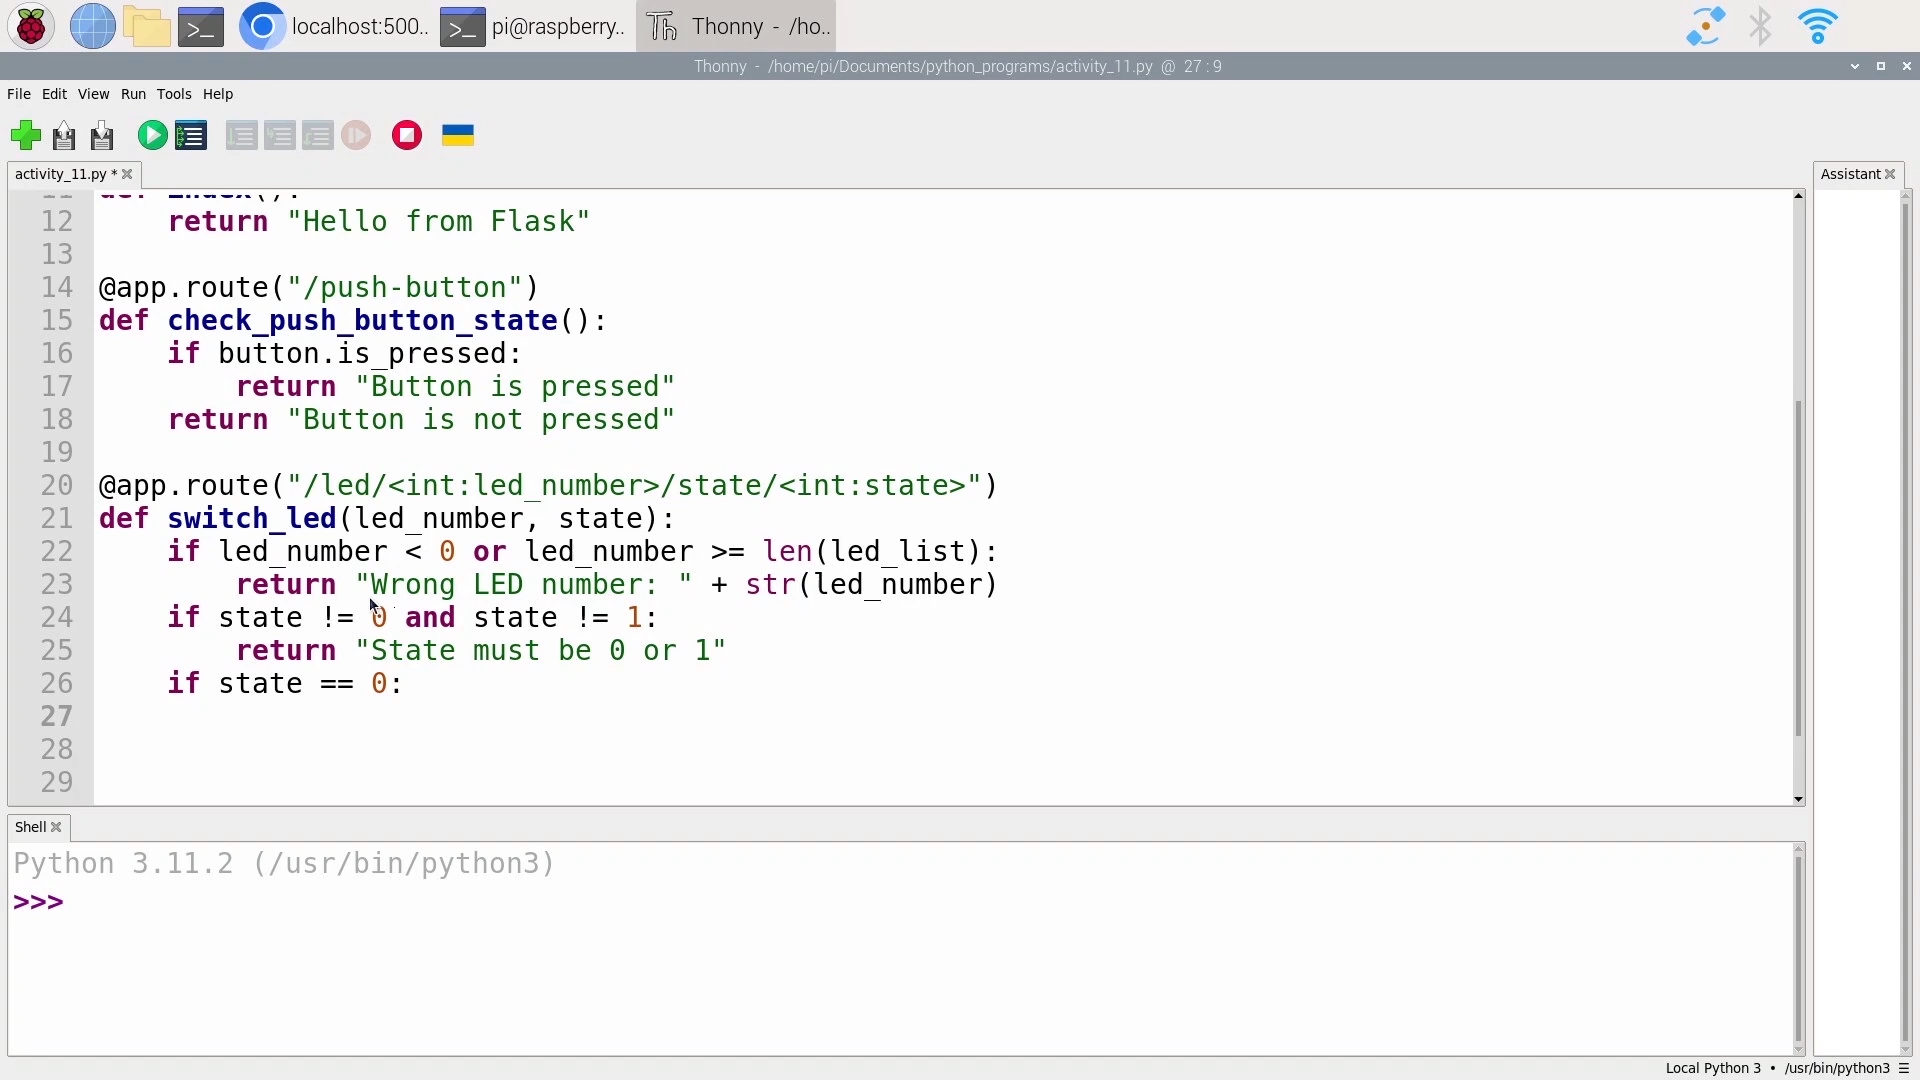 localhost:500..
pi@raspberry..
Thonny - /ho..
Thonny - /home/pi/Documents/python_programs/activity_11.py @ 27 : 9
File Edit View Run Tools Help
activity_11.py *
Assistant
11 def index():
12 return "Hello from Flask"
13
14 @app.route("/push-button")
15 def check_push_button_state():
16 if button.is_pressed:
17 return "Button is pressed"
18 return "Button is not pressed"
19
20 @app.route("/led/<int:led_number>/state/<int:state>")
21 def switch_led(led_number, state):
22 if led_number < 0 or led_number >= len(led_list):
23 return "Wrong LED number: " + str(led_number)
24 if state != 0 and state != 1:
25 return "State must be 0 or 1"
26 if state == 0:
27
28
29
Shell
Python 3.11.2 (/usr/bin/python3)
>>>
Local Python 3 • /usr/bin/python3